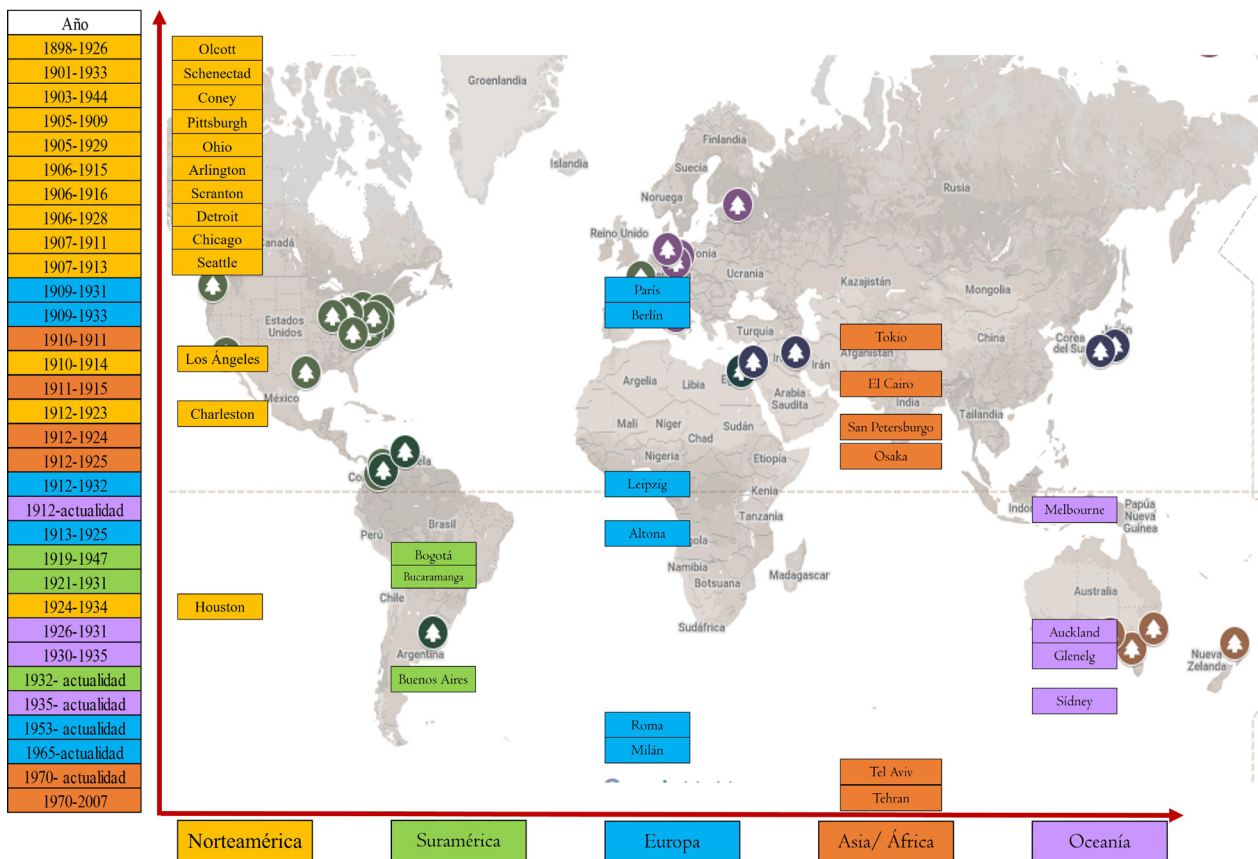 Año
1898-1926
1901-1933
1903-1944
1905-1909
1905-1929
1906-1915
1906-1916
1906-1928
1907-1911
1907-1913
1909-1931
1909-1933
1910-1911
1910-1914
1911-1915
1912-1923
1912-1924
1912-1925
1912-1932
1912-actualidad
1913-1925
1919-1947
1921-1931
1924-1934
1926-1931
1930-1935
1932- actualidad
1935- actualidad
1953- actualidad
1965-actualidad
1970- actualidad
1970-2007
Olcott
Schenectad
Coney
Pittsburgh
Ohio
Arlington
Scranton
Detroit
Chicago
Seattle
Los Ángeles
Charleston
Houston
Bogotá
Bucaramanga
Buenos Aires
París
Berlín
Leipzig
Altona
Roma
Milán
Tokio
El Cairo
San Petersburgo
Osaka
Tel Aviv
Tehran
Melbourne
Auckland
Glenelg
Sídney
Groenlandia
Islandia
Finlandia
Suecia
Noruega
Rusia
Reino Unido
Ucrania
Kazajistán
Mongolia
Estados
Unidos
Turquía
China
Corea
del Su
Irán
Afganistán
México
Argelia
Libia
Arabia
Saudita
India
Tailandia
Malí
Níger
Chad
Sudán
Nigeria
Etiopía
Kenia
Tanzania
Papúa
Nueva
Guinea
Perú
Brasil
Namibia
Botsuana
Madagascar
Sudáfrica
Chile
Argentina
Australia
Nueva
Zelanda
Norteamérica
Suramérica
Europa
Asia/ África
Oceanía